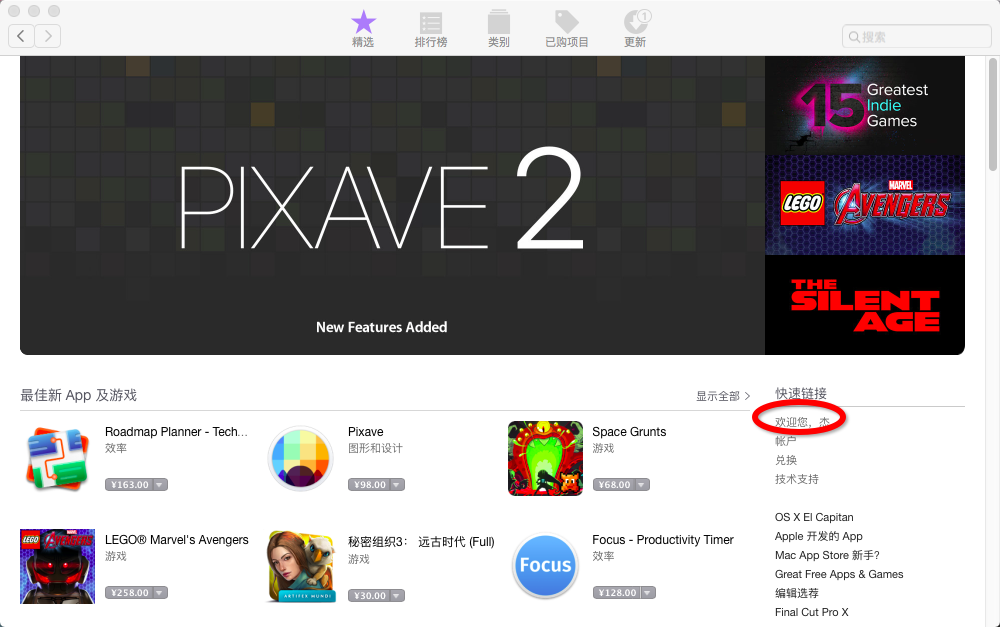 精选
排行榜
类别
已购项目
更新
1
搜索
PIXAVE 2
New Features Added
15 Greatest
Indie
Games
LEGO MARVEL AVENGERS
THE
SILENT
AGE
最佳新 App 及游戏
显示全部 >
Roadmap Planner - Tech...
效率
¥163.00
Pixave
图形和设计
¥98.00
Space Grunts
游戏
¥68.00
LEGO AVENGERS
LEGO® Marvel's Avengers
游戏
¥258.00
ARTIFEX MUNDI
秘密组织3： 远古时代 (Full)
游戏
¥30.00
Focus
Focus - Productivity Timer
效率
¥128.00
快速链接
欢迎您，杰
帐户
兑换
技术支持
OS X El Capitan
Apple 开发的 App
Mac App Store 新手?
Great Free Apps & Games
编辑选荐
Final Cut Pro X